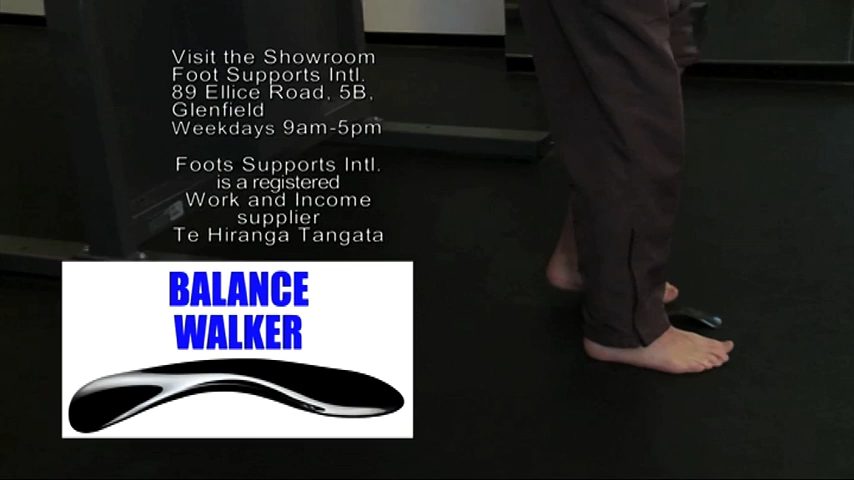 Visit the Showroom
Foot Supports Intl.
89 Ellice Road, 5B,
Glenfield
Weekdays 9am-5pm
Foots Supports Intl.
is a registered
Work and Income
supplier
Te Hiranga Tangata
BALANCE
WALKER